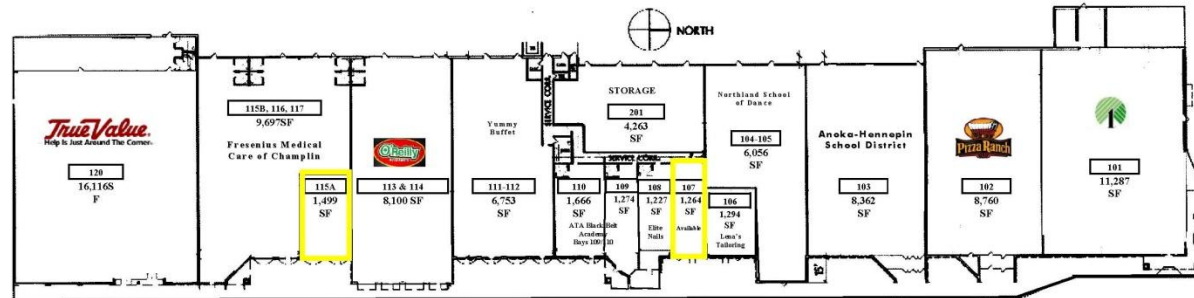 NORTH
True Value.
Help Is Just Around The Corner.
120
16,116S
F
115B, 116, 117
9,697SF
Fresenius Medical
Care of Champlin
115A
1,499
SF
O'Reilly
113 & 114
8,100 SF
Yummy
Buffet
111-112
6,753
SF
SERVICE CORR.
STORAGE
201
4,263
SF
SERVICE CORR.
110
1,666
SF
ATA Black Belt
Academy
Bays 109/110
109
1,274
SF
108
1,227
SF
Elite
Nails
107
1,264
SF
Available
106
1,294
SF
Lena's
Tailoring
Northland School
of Dance
104-105
6,056
SF
15'
Anoka-Hennepin
School District
103
8,362
SF
Pizza Ranch
102
8,760
SF
1
101
11,287
SF